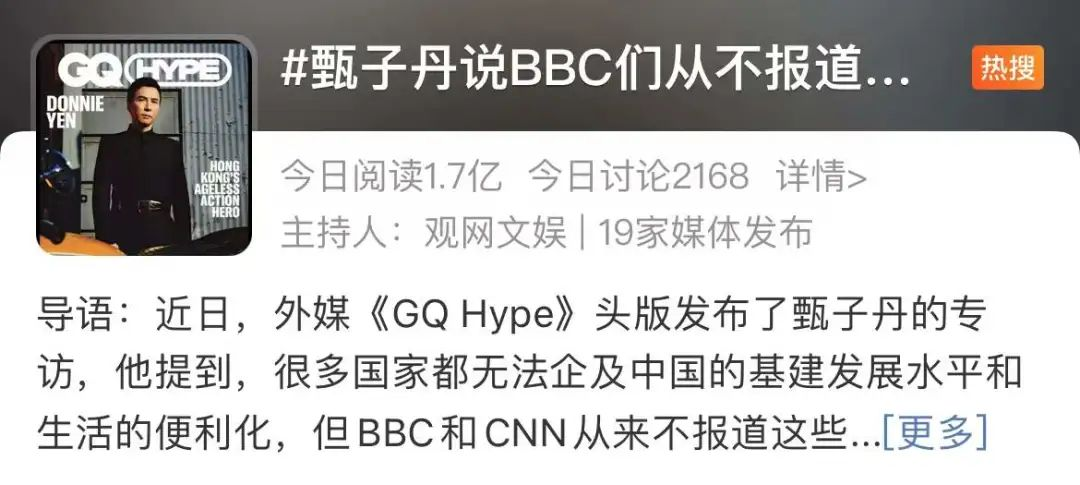 GQ HYPE
DONNIE
YEN
HONG
KONG'S
AGELESS
ACTION
HERO
#甄子丹说BBC们从不报道...
热搜
今日阅读1.7亿 今日讨论2168 详情>
主持人：观网文娱 | 19家媒体发布
导语：近日，外媒《GQ Hype》头版发布了甄子丹的专
访，他提到，很多国家都无法企及中国的基建发展水平和
生活的便利化，但BBC和CNN从来不报道这些...[更多]